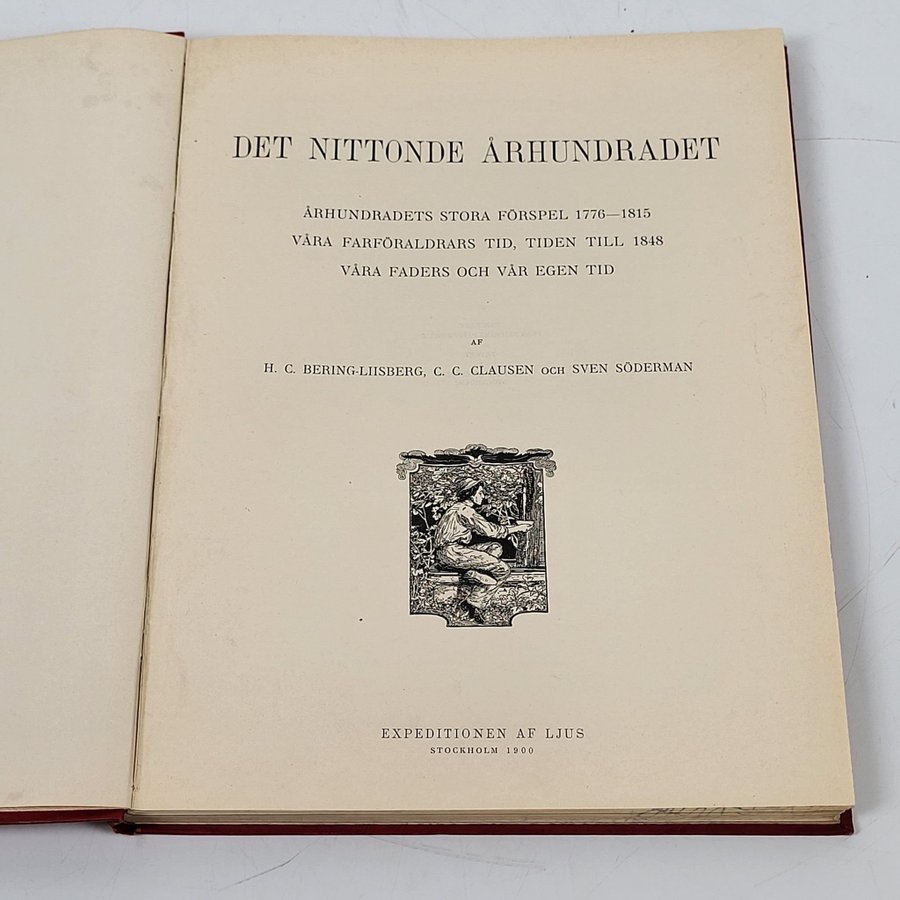 DET NITTONDE ÅRHUNDRADET
ÅRHUNDRADETS STORA FÖRSPEL 1776—1815
VÅRA FARFÖRALDRARS TID, TIDEN TILL 1848
VÅRA FADERS OCH VÅR EGEN TID
AF
H. C. BERING-LIISBERG, C. C. CLAUSEN OCH SVEN SÖDERMAN
EXPEDITIONEN AF LJUS
STOCKHOLM 1900